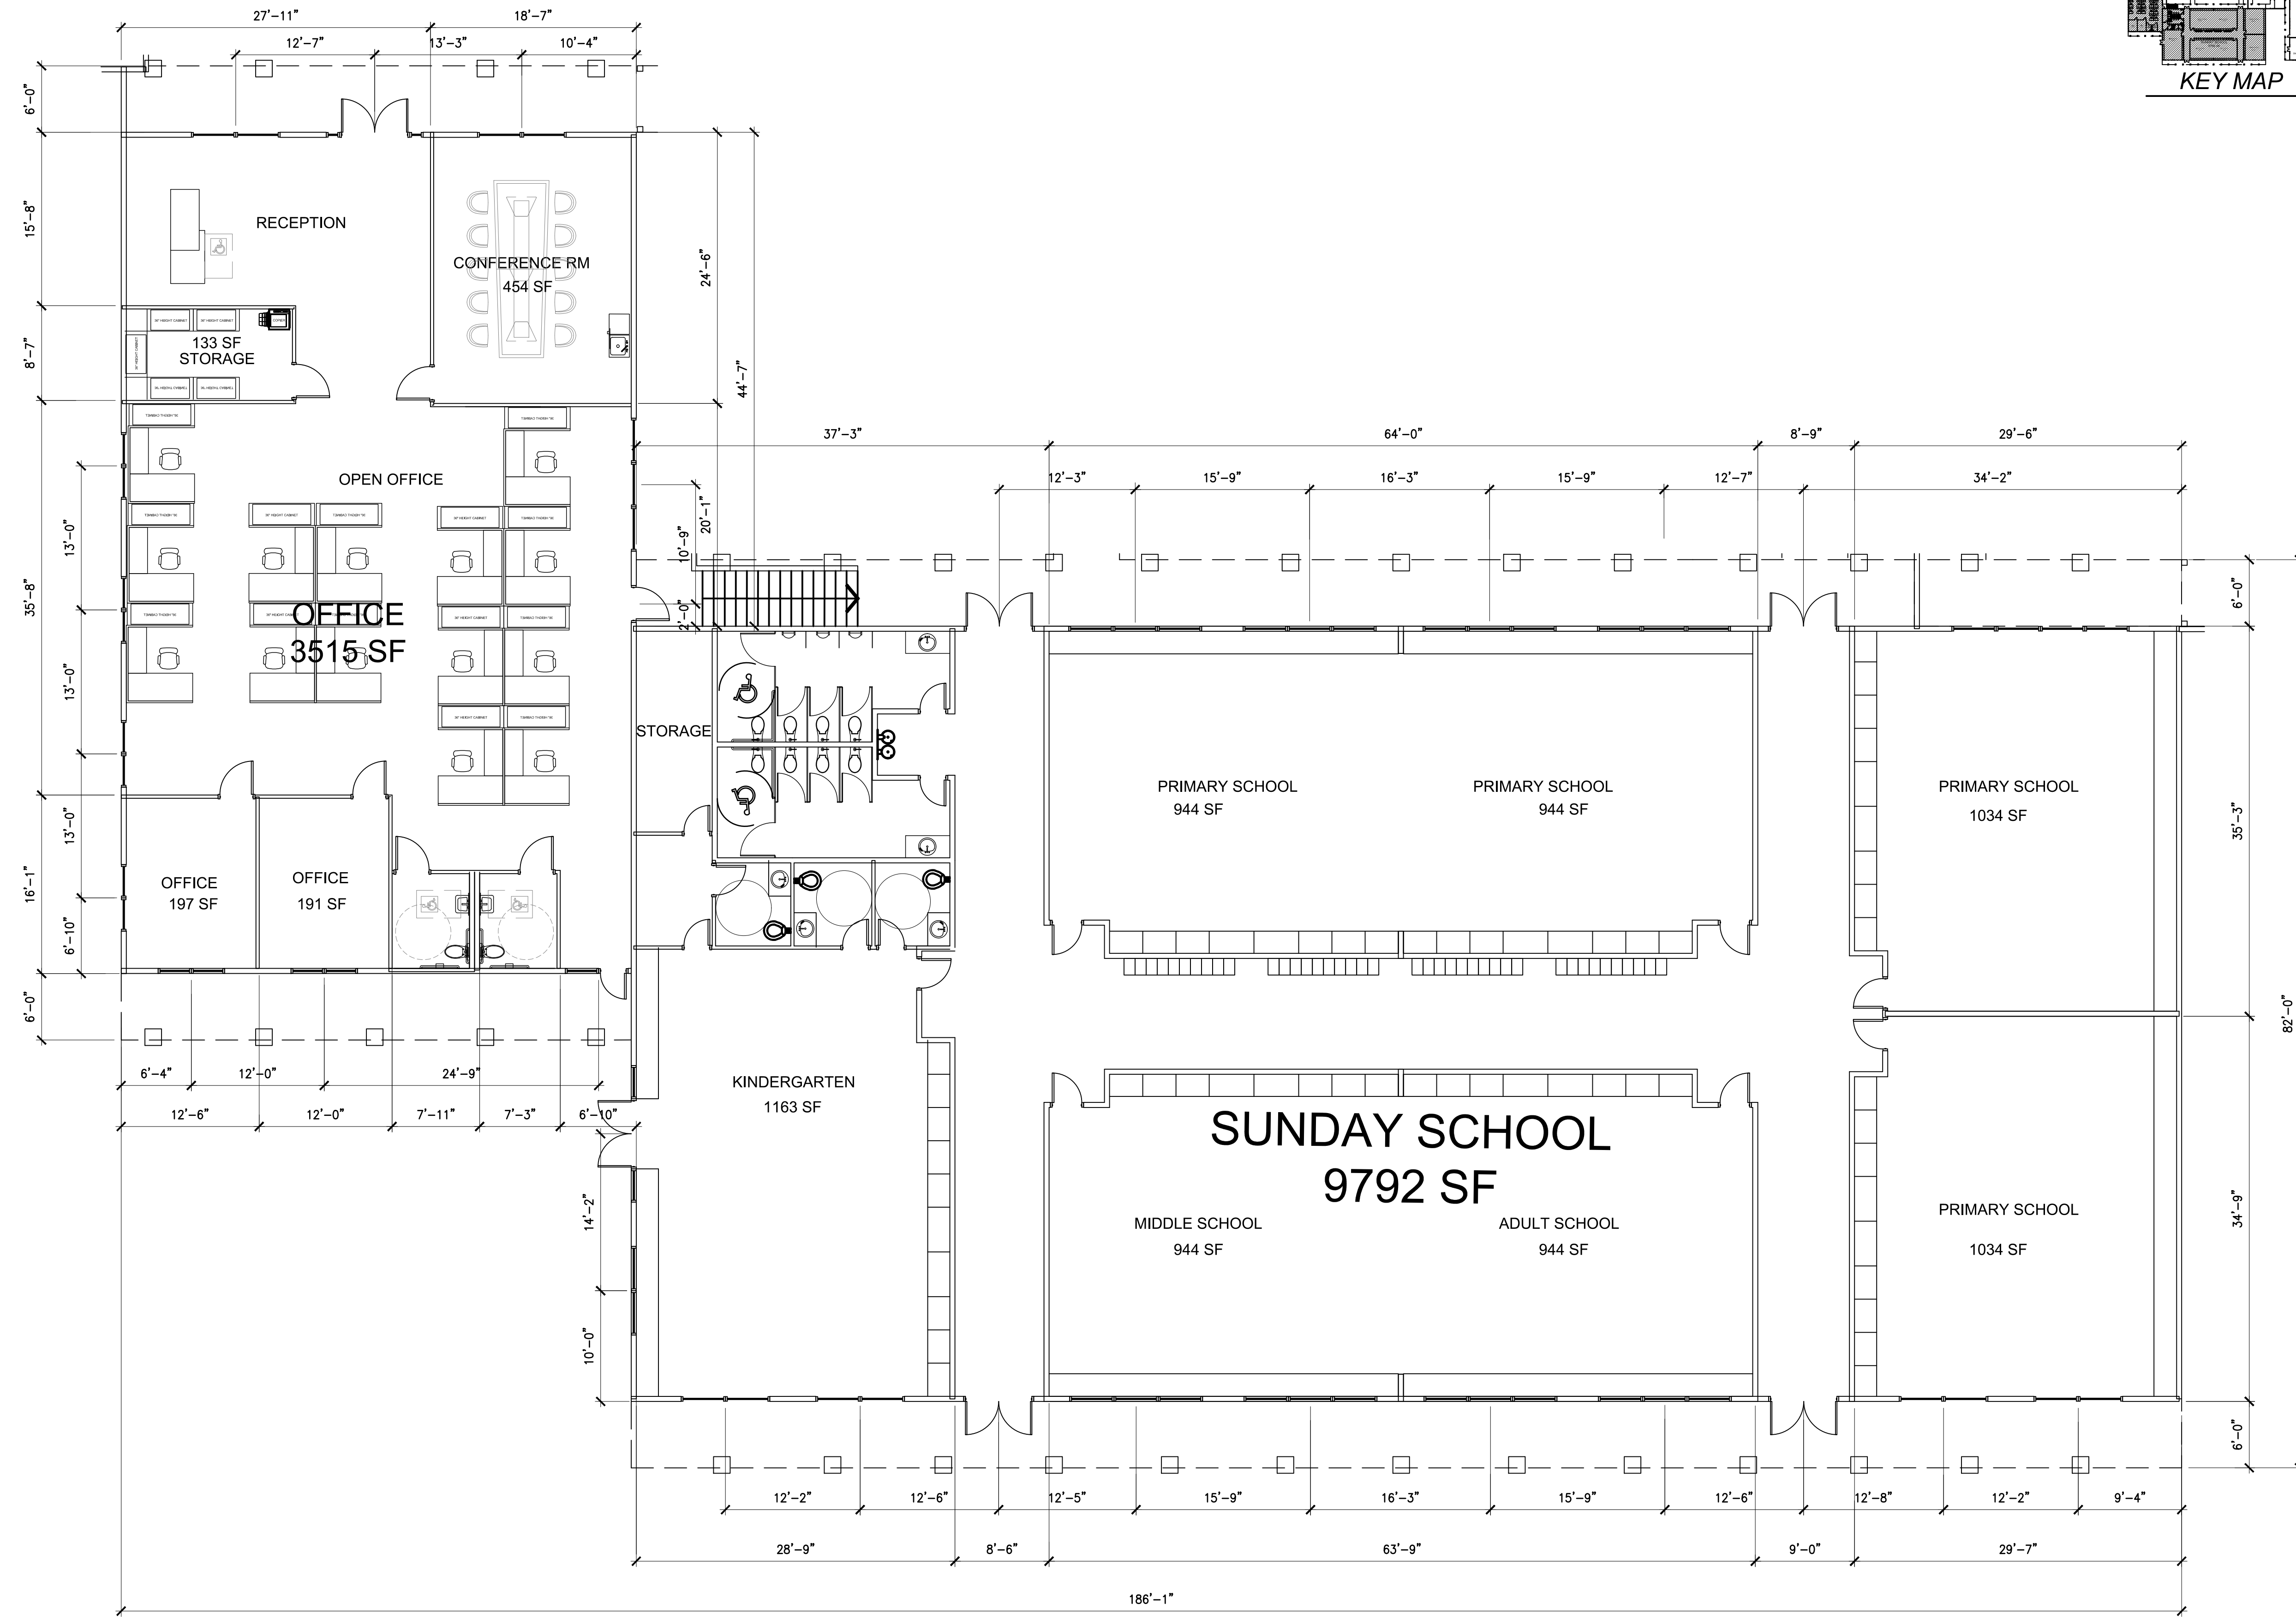 27'-11"
18'-7"
12'-7"
13'-3"
10'-4"
KEY MAP
6'-0"
15'-8"
8'-7"
35'-8"
16'-1"
6'-0"
13'-0"
13'-0"
13'-0"
6'-10"
RECEPTION
CONFERENCE RM
454 SF
24'-6"
44'-7"
133 SF
STORAGE
36" HEIGHT CABINET
36" HEIGHT CABINET
COPIER
OPEN OFFICE
OFFICE
3515 SF
OFFICE
197 SF
OFFICE
191 SF
37'-3"
64'-0"
8'-9"
29'-6"
12'-3"
15'-9"
16'-3"
15'-9"
12'-7"
34'-2"
20'-1"
10'-9"
2'-0"
STORAGE
PRIMARY SCHOOL
944 SF
PRIMARY SCHOOL
944 SF
PRIMARY SCHOOL
1034 SF
6'-0"
35'-3"
82'-0"
34'-9"
6'-0"
6'-4"
12'-0"
24'-9"
12'-6"
12'-0"
7'-11"
7'-3"
6'-10"
KINDERGARTEN
1163 SF
14'-2"
10'-0"
SUNDAY SCHOOL
9792 SF
MIDDLE SCHOOL
944 SF
ADULT SCHOOL
944 SF
PRIMARY SCHOOL
1034 SF
12'-2"
12'-6"
12'-5"
15'-9"
16'-3"
15'-9"
12'-6"
12'-8"
12'-2"
9'-4"
28'-9"
8'-6"
63'-9"
9'-0"
29'-7"
186'-1"